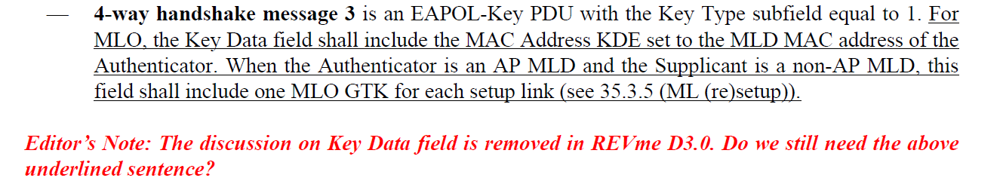 — 4-way handshake message 3 is an EAPOL-Key PDU with the Key Type subfield equal to 1. For
MLO, the Key Data field shall include the MAC Address KDE set to the MLD MAC address of the
Authenticator. When the Authenticator is an AP MLD and the Supplicant is a non-AP MLD, this
field shall include one MLO GTK for each setup link (see 35.3.5 (ML (re)setup)).
Editor’s Note: The discussion on Key Data field is removed in REVme D3.0. Do we still need the above
underlined sentence?